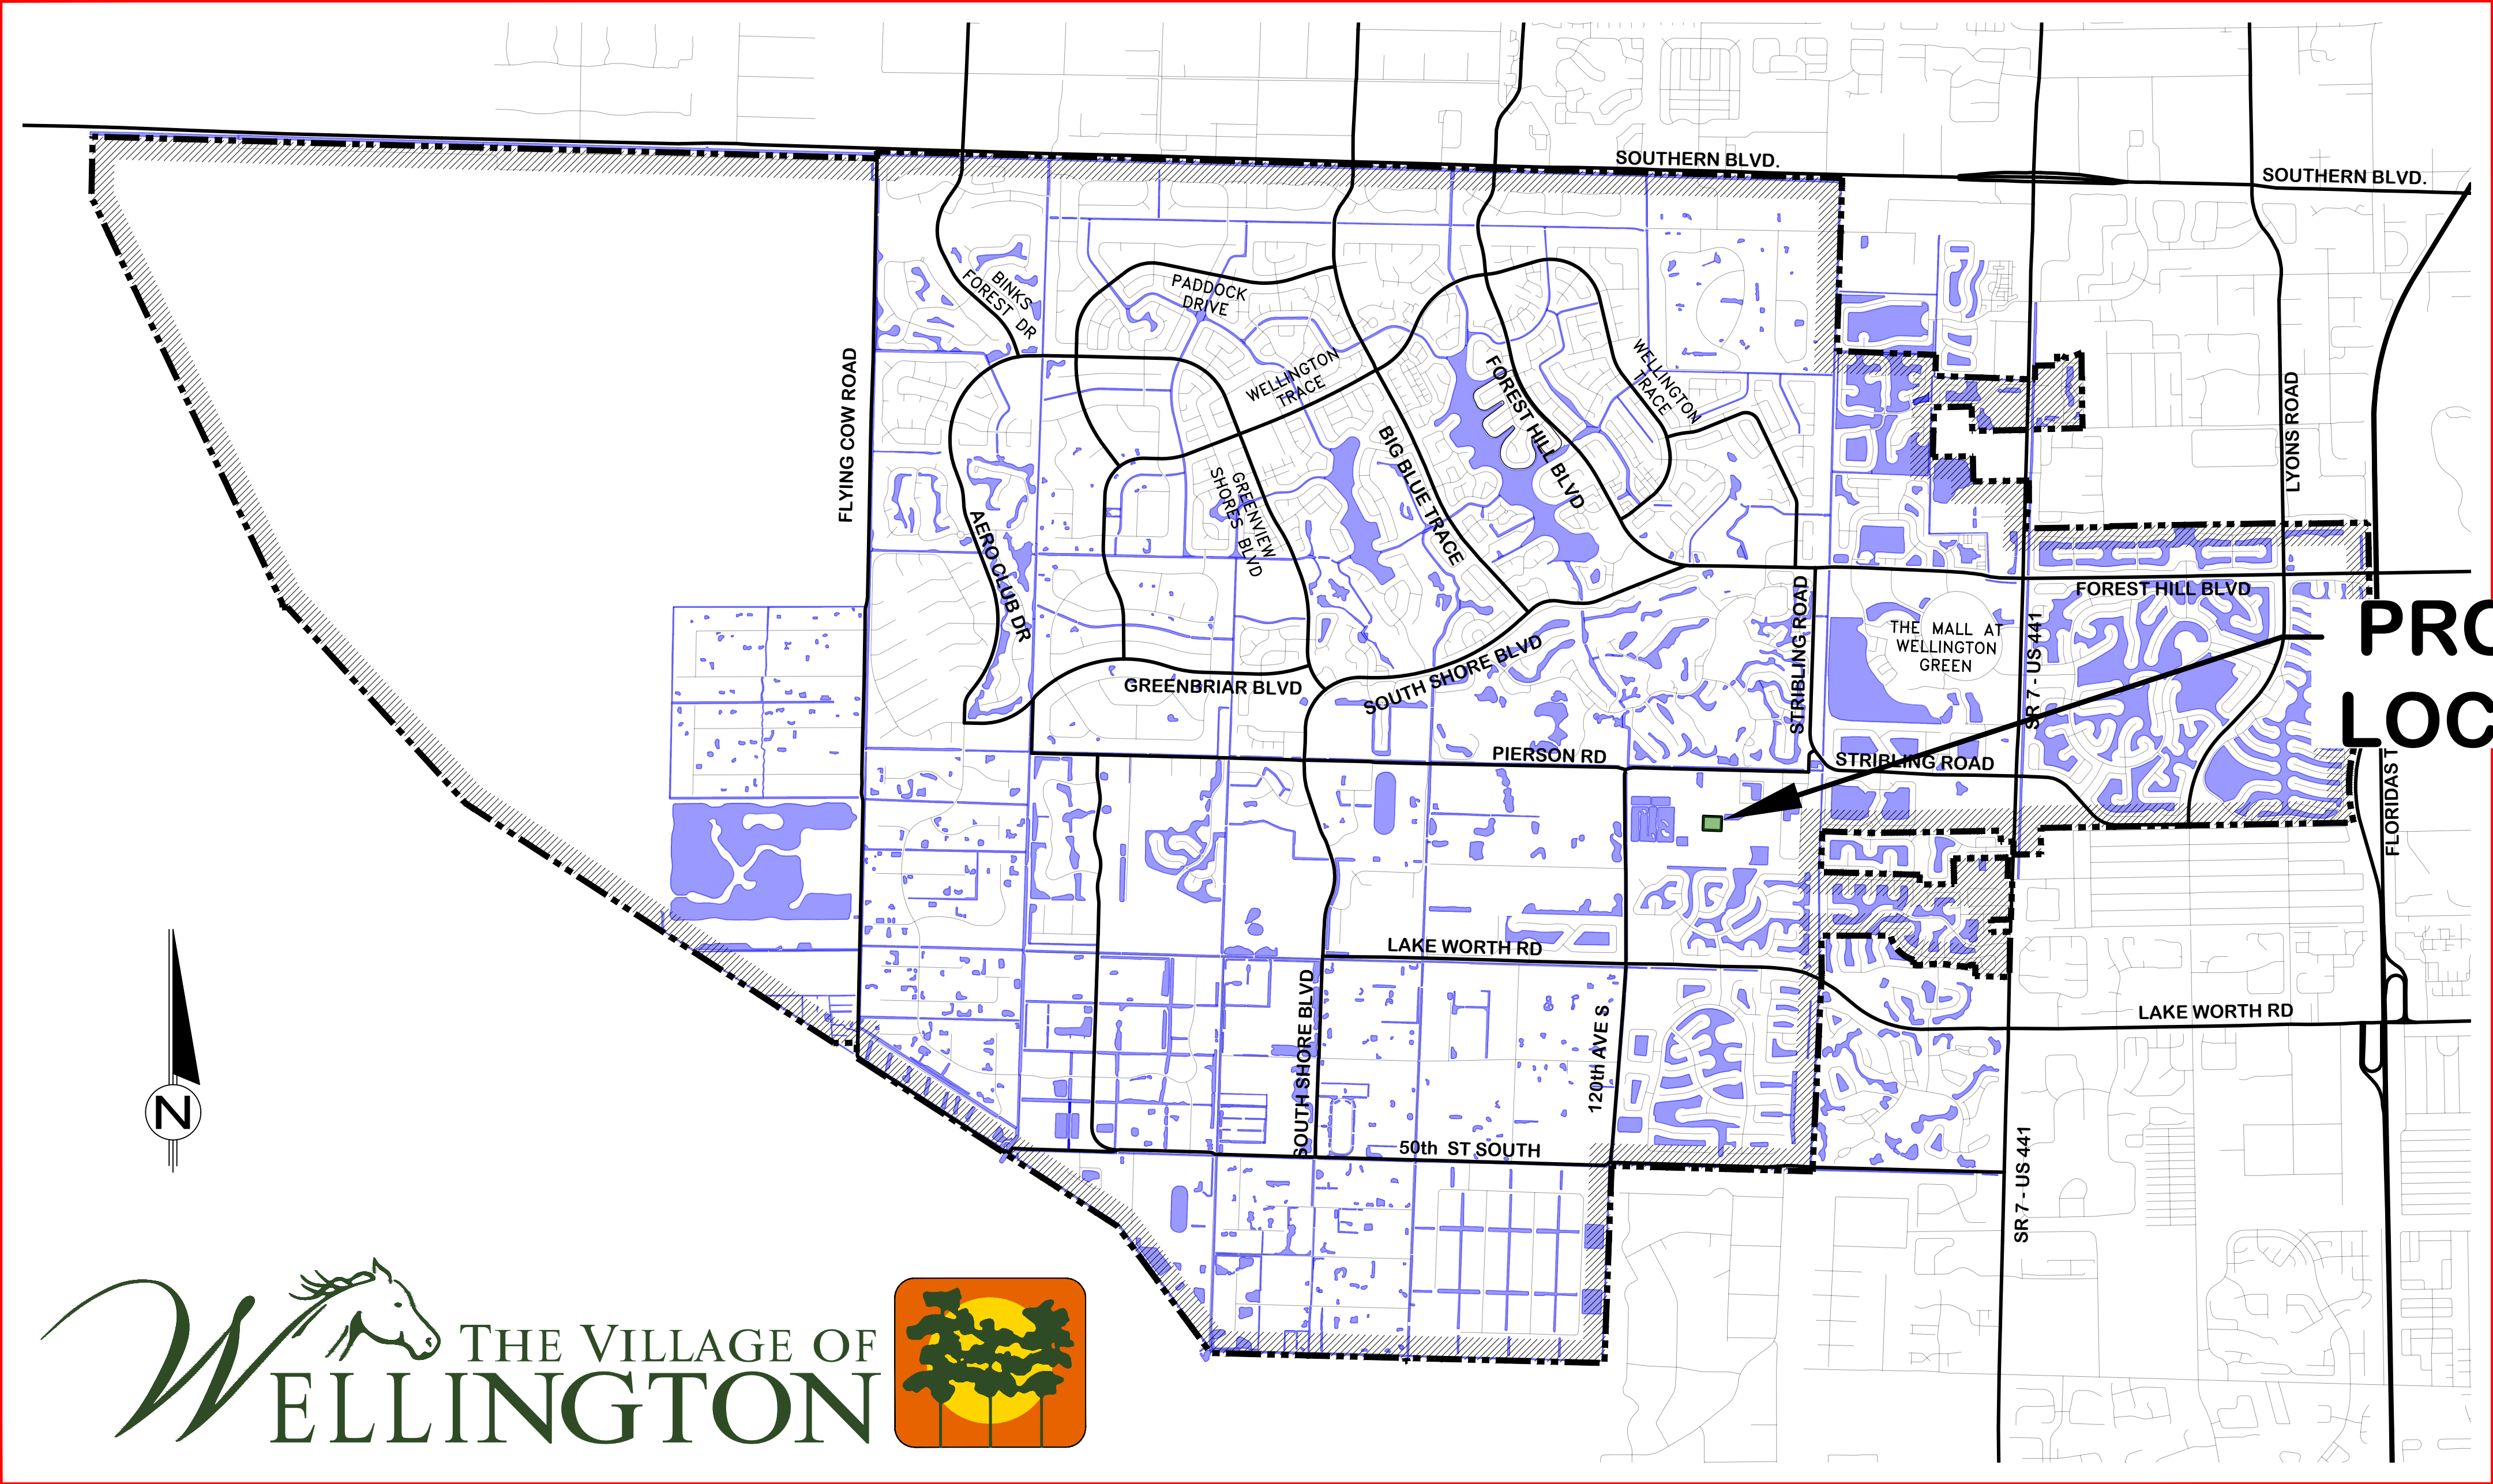 SOUTHERN BLVD.
SOUTHERN BLVD.
BINKS
FOREST DR
PADDOCK
DRIVE
WELLINGTON
TRACE
WELLINGTON
TRACE
FLYING COW ROAD
FOREST HILL BLVD
BIG BLUE TRACE
LYONS ROAD
GREENVIEW
SHORES BLVD
AERO CLUB DR
FOREST HILL BLVD
STRIBLING ROAD
THE MALL AT
WELLINGTON
GREEN
SR 7 - US 441
PRO
LOC
GREENBRIAR BLVD
SOUTH SHORE BLVD
PIERSON RD
STRIBLING ROAD
FLORIDAS T
LAKE WORTH RD
SOUTH SHORE BLVD
120th AVE S
LAKE WORTH RD
50th ST SOUTH
SR 7 - US 441
N
THE VILLAGE OF
WELLINGTON